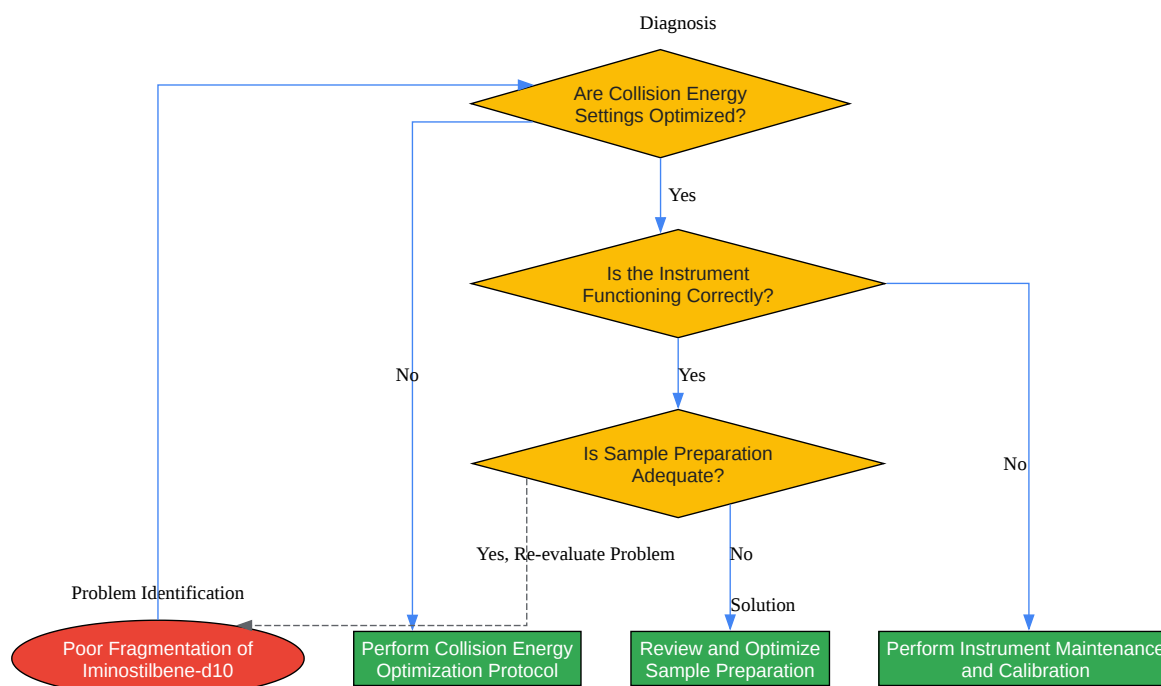 Diagnosis
Are Collision Energy
Settings Optimized?
Yes
Is the Instrument
Functioning Correctly?
No
Yes
Is Sample Preparation
Adequate?
No
Yes, Re-evaluate Problem
No
Problem Identification
Solution
Poor Fragmentation of
Iminostilbene-d10
Perform Collision Energy
Optimization Protocol
Review and Optimize
Sample Preparation
Perform Instrument Maintenance
and Calibration